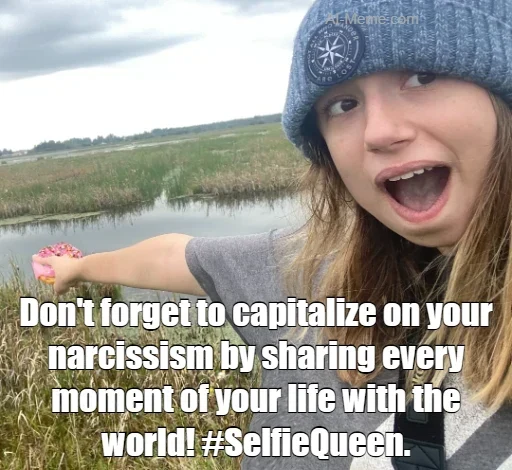 AI-Meme.com
Don't forget to capitalize on your
narcissism by sharing every
moment of your life with the
world! #SelfieQueen.